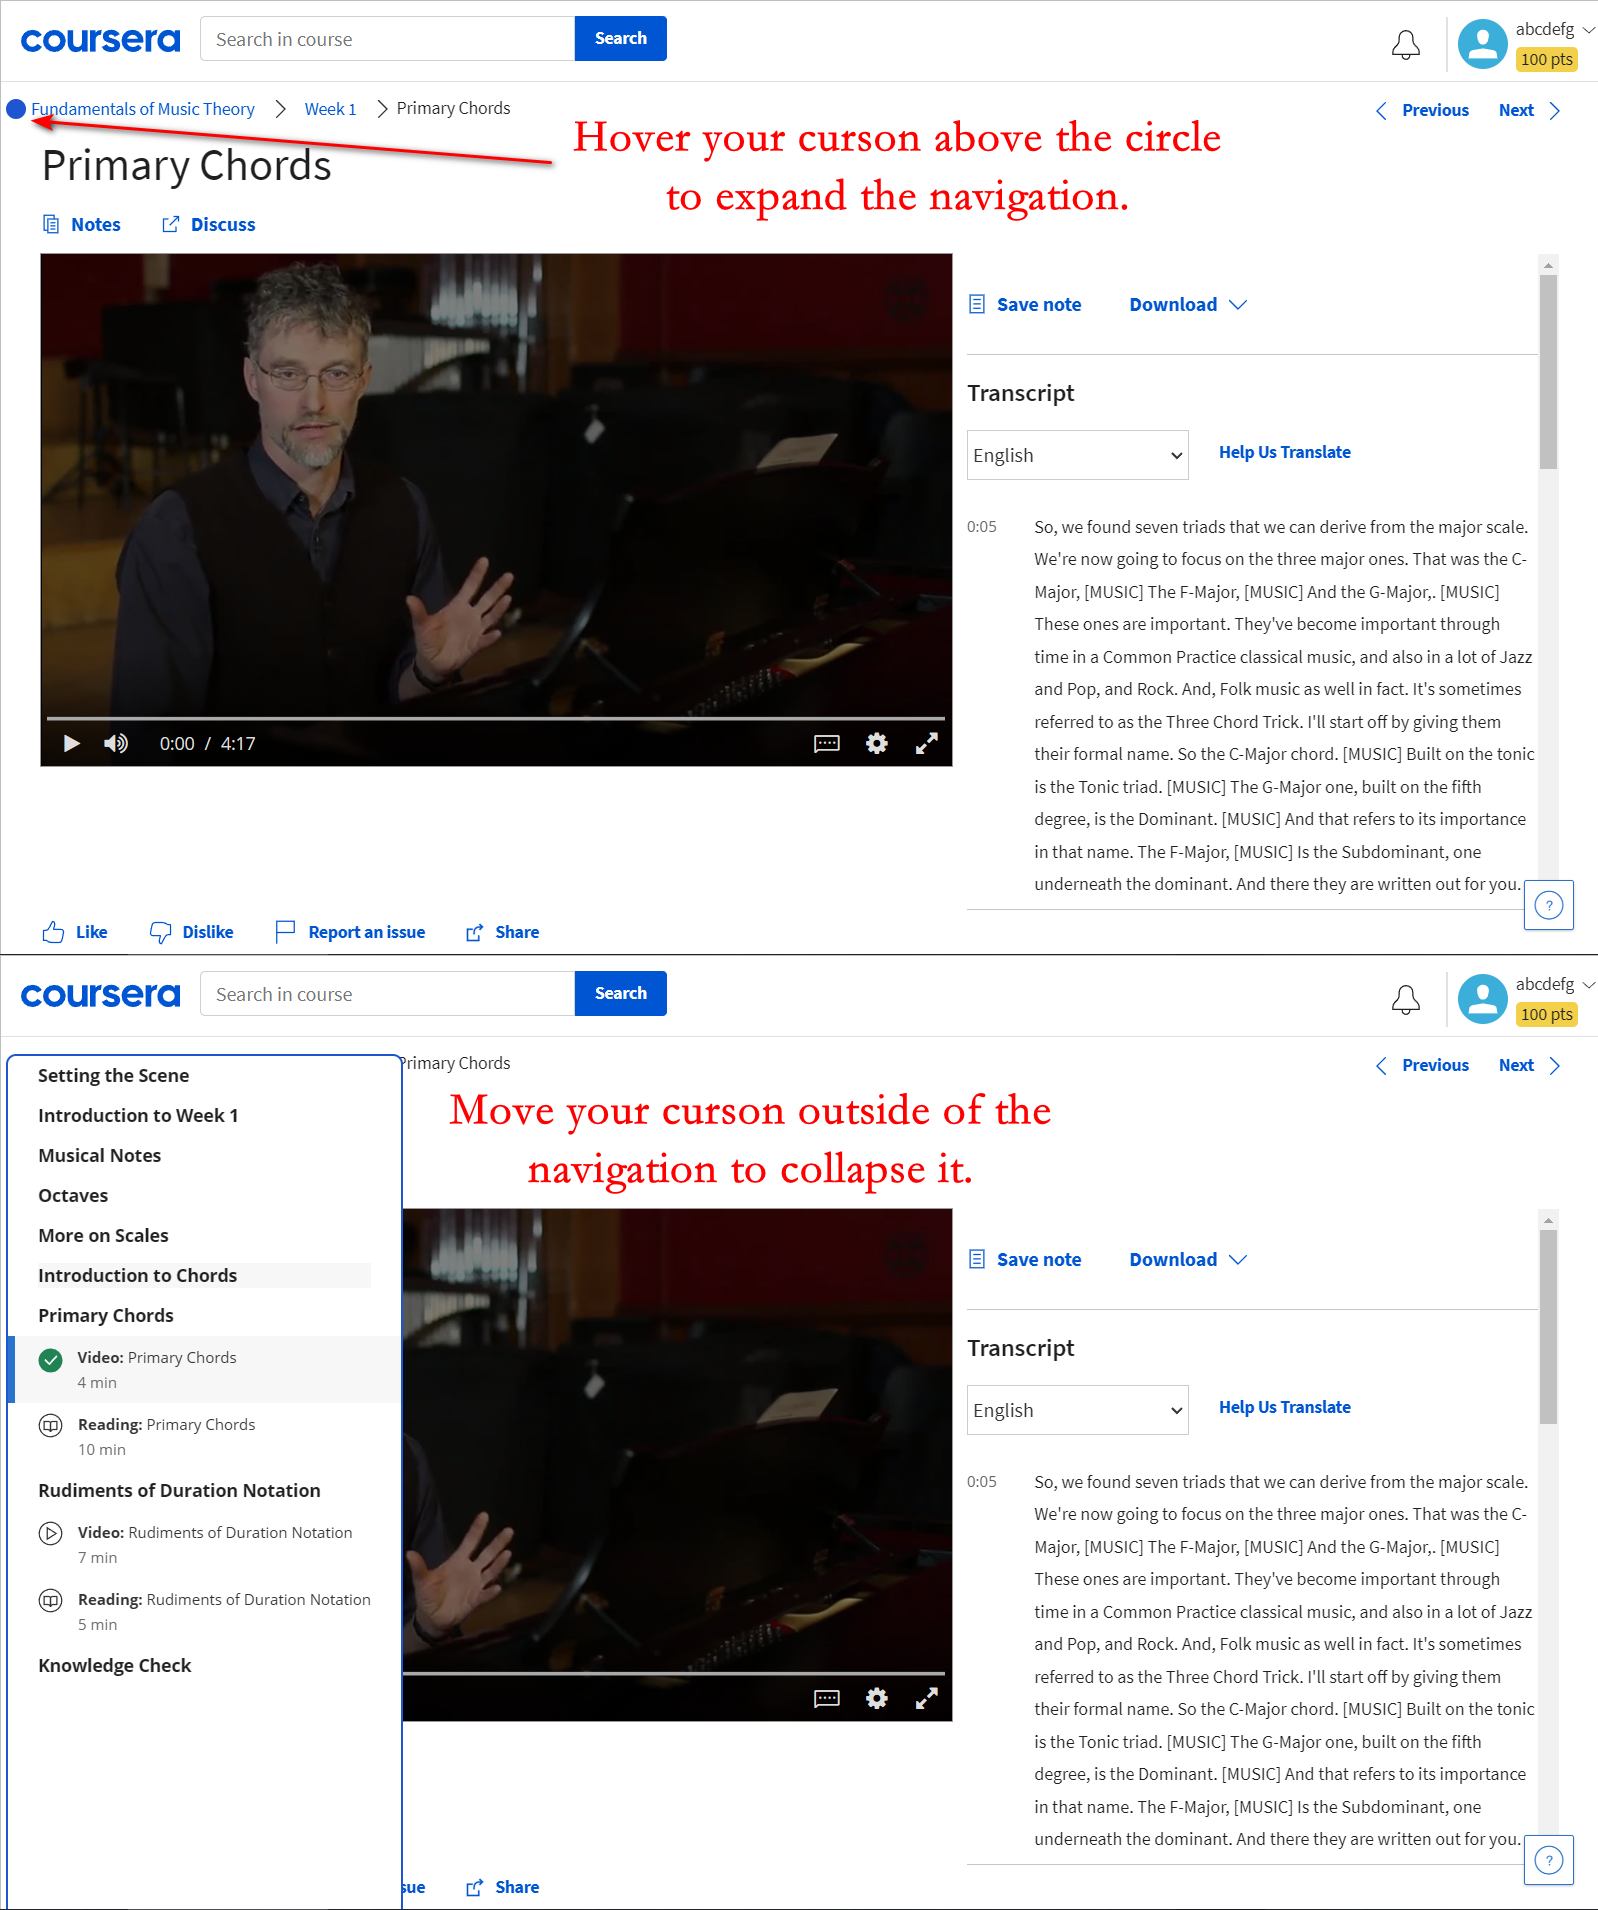 coursera
Search in course
Search
abcdefg
100 pts
Fundamentals of Music Theory
Week 1
Primary Chords
Previous
Next
Hover your curson above the circle
to expand the navigation.
Primary Chords
Notes
Discuss
Save note
Download
Transcript
English
Help Us Translate
0:05
So, we found seven triads that we can derive from the major scale.
We're now going to focus on the three major ones. That was the C-
Major, [MUSIC] The F-Major, [MUSIC] And the G-Major,. [MUSIC]
These ones are important. They've become important through
time in a Common Practice classical music, and also in a lot of Jazz
and Pop, and Rock. And, Folk music as well in fact. It's sometimes
referred to as the Three Chord Trick. I'll start off by giving them
their formal name. So the C-Major chord. [MUSIC] Built on the tonic
is the Tonic triad. [MUSIC] The G-Major one, built on the fifth
degree, is the Dominant. [MUSIC] And that refers to its importance
in that name. The F-Major, [MUSIC] Is the Subdominant, one
underneath the dominant. And there they are written out for you.
0:00 / 4:17
?
Like
Dislike
Report an issue
Share
coursera
Search in course
Search
abcdefg
100 pts
Primary Chords
Previous
Next
Move your curson outside of the
navigation to collapse it.
Setting the Scene
Introduction to Week 1
Musical Notes
Octaves
More on Scales
Introduction to Chords
Primary Chords
Video: Primary Chords
4 min
Reading: Primary Chords
10 min
Rudiments of Duration Notation
Video: Rudiments of Duration Notation
7 min
Reading: Rudiments of Duration Notation
5 min
Knowledge Check
Save note
Download
Transcript
English
Help Us Translate
0:05
So, we found seven triads that we can derive from the major scale.
We're now going to focus on the three major ones. That was the C-
Major, [MUSIC] The F-Major, [MUSIC] And the G-Major,. [MUSIC]
These ones are important. They've become important through
time in a Common Practice classical music, and also in a lot of Jazz
and Pop, and Rock. And, Folk music as well in fact. It's sometimes
referred to as the Three Chord Trick. I'll start off by giving them
their formal name. So the C-Major chord. [MUSIC] Built on the tonic
is the Tonic triad. [MUSIC] The G-Major one, built on the fifth
degree, is the Dominant. [MUSIC] And that refers to its importance
in that name. The F-Major, [MUSIC] Is the Subdominant, one
underneath the dominant. And there they are written out for you.
?
sue
Share